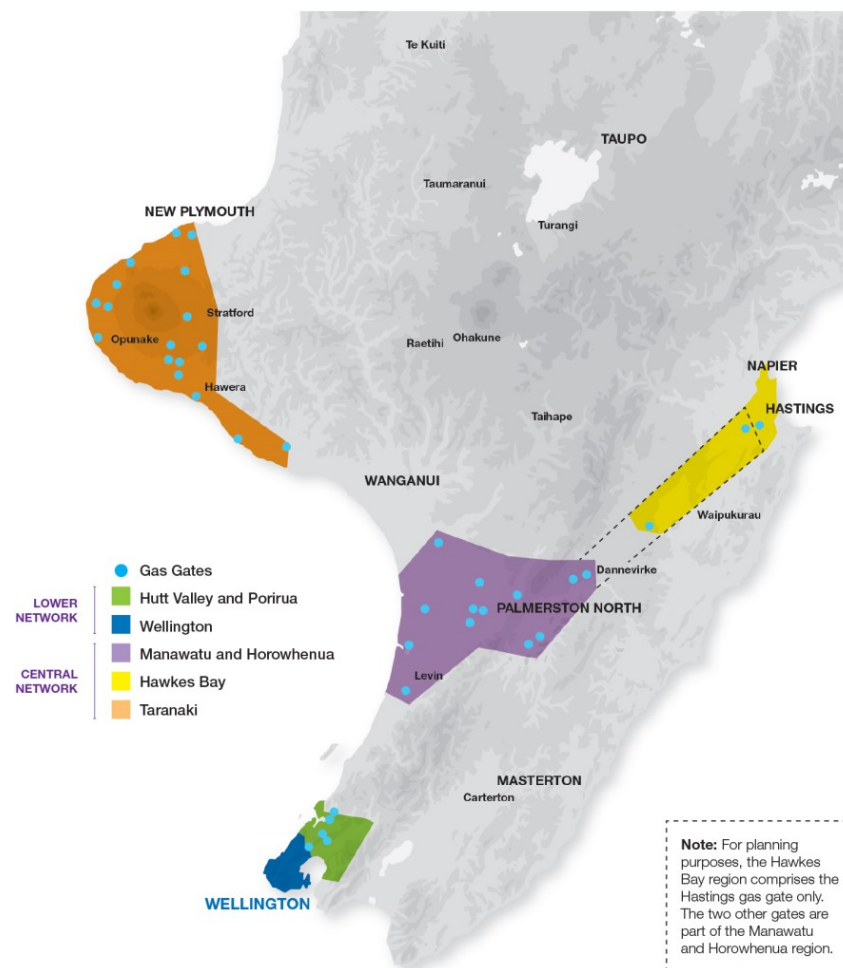 Te Kuiti
TAUPO
Taumaranui
NEW PLYMOUTH
Turangi
Stratford
Opunake
Raetihi
Ohakune
NAPIER
Hawera
HASTINGS
Taihape
WANGANUI
Waipukurau
Gas Gates
Dannevirke
LOWER
NETWORK
Hutt Valley and Porirua
Wellington
PALMERSTON NORTH
CENTRAL
NETWORK
Manawatu and Horowhenua
Hawkes Bay
Taranaki
Levin
MASTERTON
Carterton
WELLINGTON
Note: For planning
purposes, the Hawkes
Bay region comprises the
Hastings gas gate only.
The two other gates are
part of the Manawatu
and Horowhenua region.